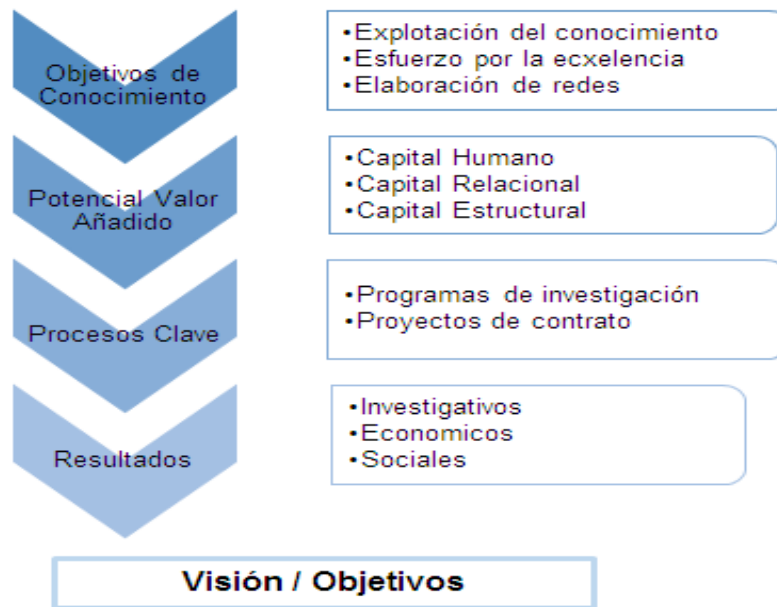 Objetivos de
Conocimiento
•Explotación del conocimiento
•Esfuerzo por la ecxelencia
•Elaboración de redes
Potencial Valor
Añadido
•Capital Humano
•Capital Relacional
•Capital Estructural
Procesos Clave
•Programas de investigación
•Proyectos de contrato
Resultados
•Investigativos
•Economicos
•Sociales
Visión / Objetivos